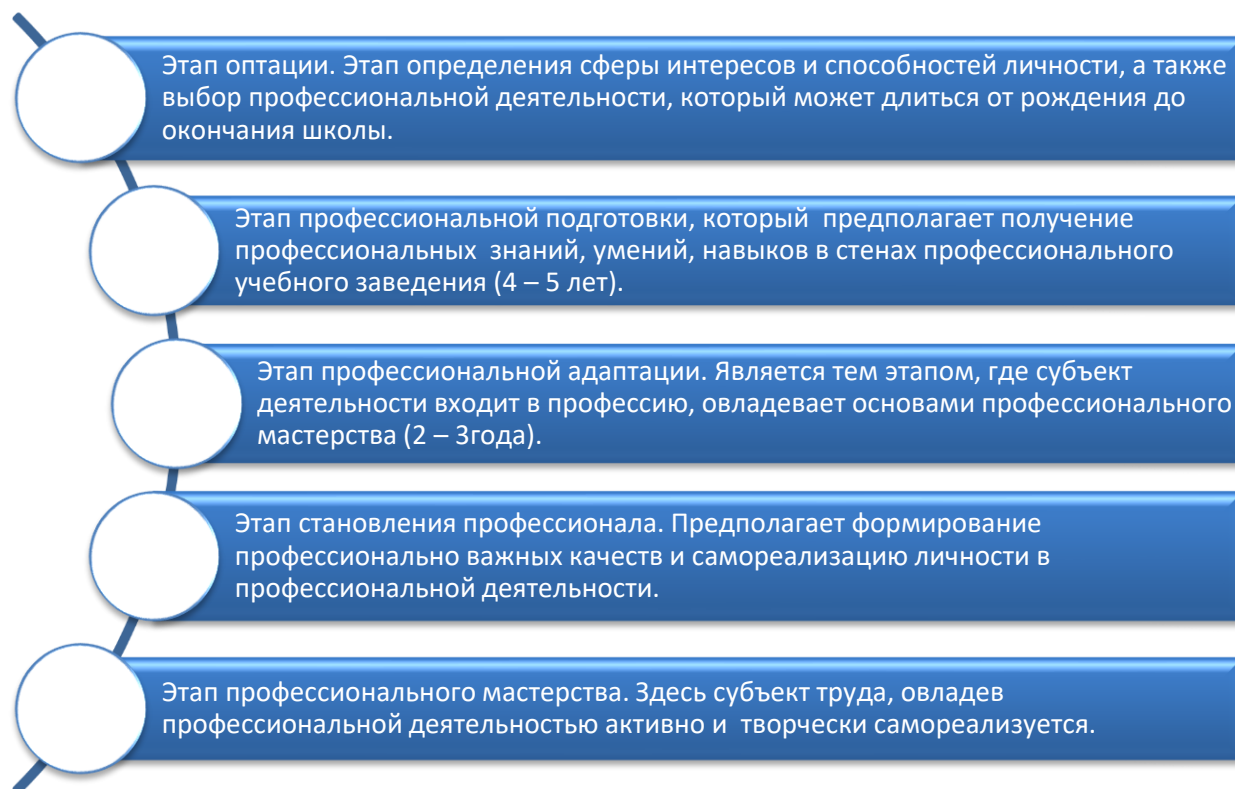 Этап оптации. Этап определения сферы интересов и способностей личности, а также
выбор профессиональной деятельности, который может длиться от рождения до
окончания школы.
Этап профессиональной подготовки, который  предполагает получение
профессиональных  знаний, умений, навыков в стенах профессионального
учебного заведения (4 – 5 лет).
Этап профессиональной адаптации. Является тем этапом, где субъект
деятельности входит в профессию, овладевает основами профессионального
мастерства (2 – 3года).
Этап становления профессионала. Предполагает формирование
профессионально важных качеств и самореализацию личности в
профессиональной деятельности.
Этап профессионального мастерства. Здесь субъект труда, овладев
профессиональной деятельностью активно и  творчески самореализуется.